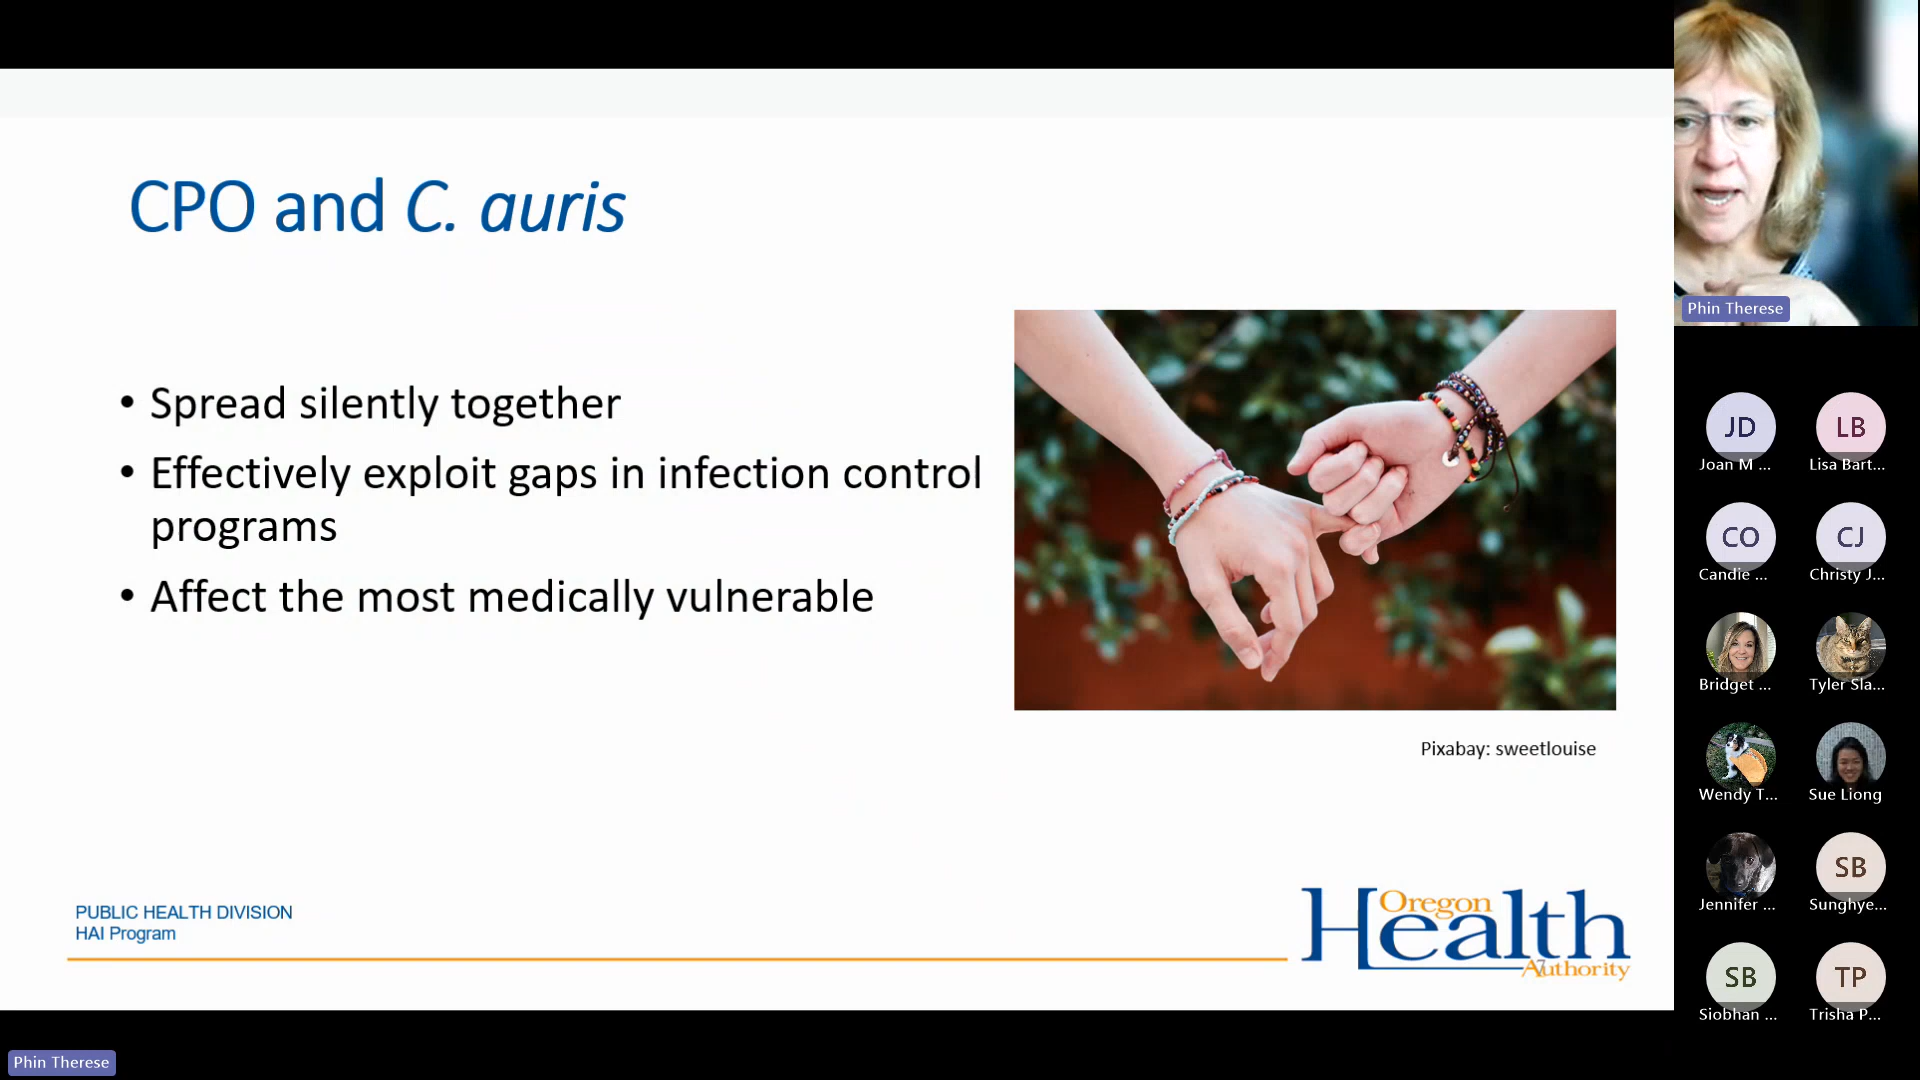 CPO and C. auris
• Spread silently together
• Effectively exploit gaps in infection control
programs
• Affect the most medically vulnerable
Pixabay: sweetlouise
PUBLIC HEALTH DIVISION
HAI Program
Oregon
Health
Authority
7
Phin Therese
JD
Joan M ...
LB
Lisa Bart...
CO
Candie ...
CJ
Christy J...
Bridget ...
Tyler Sla...
Wendy T...
Sue Liong
Jennifer ...
SB
Sunghye...
SB
Siobhan ...
TP
Trisha P...
Phin Therese